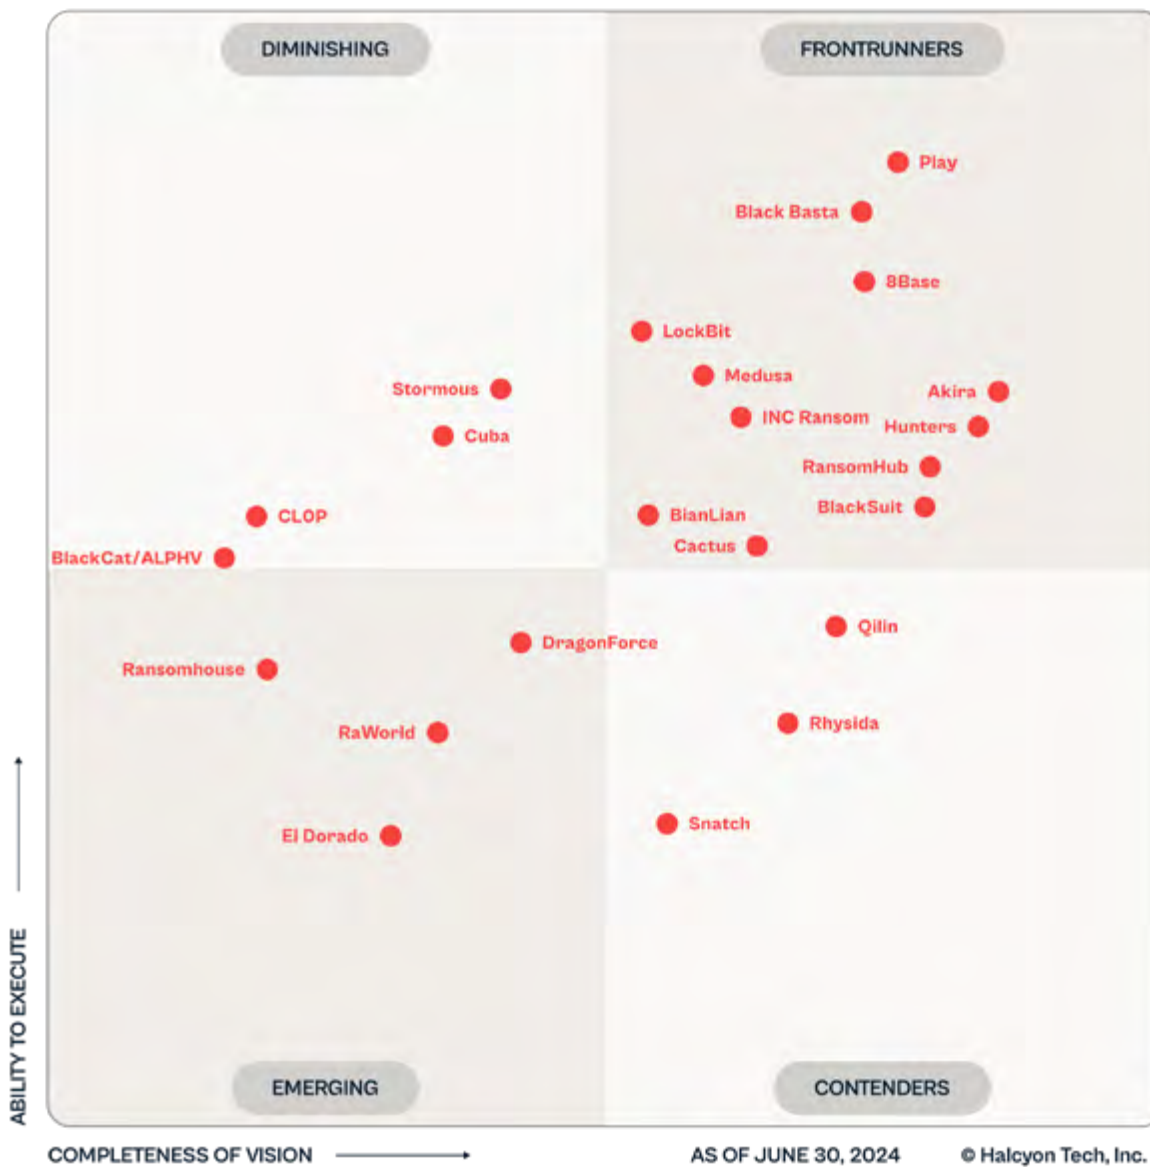 DIMINISHING
FRONTRUNNERS
Play
Black Basta
8Base
LockBit
Medusa
Stormous
Akira
INC Ransom
Hunters
Cuba
RansomHub
BlackSuit
CLOP
BianLian
Cactus
BlackCat/ALPHV
Qilin
DragonForce
Ransomhouse
Rhysida
RaWorld
Snatch
El Dorado
ABILITY TO EXECUTE
EMERGING
CONTENDERS
COMPLETENESS OF VISION
AS OF JUNE 30, 2024
© Halcyon Tech, Inc.